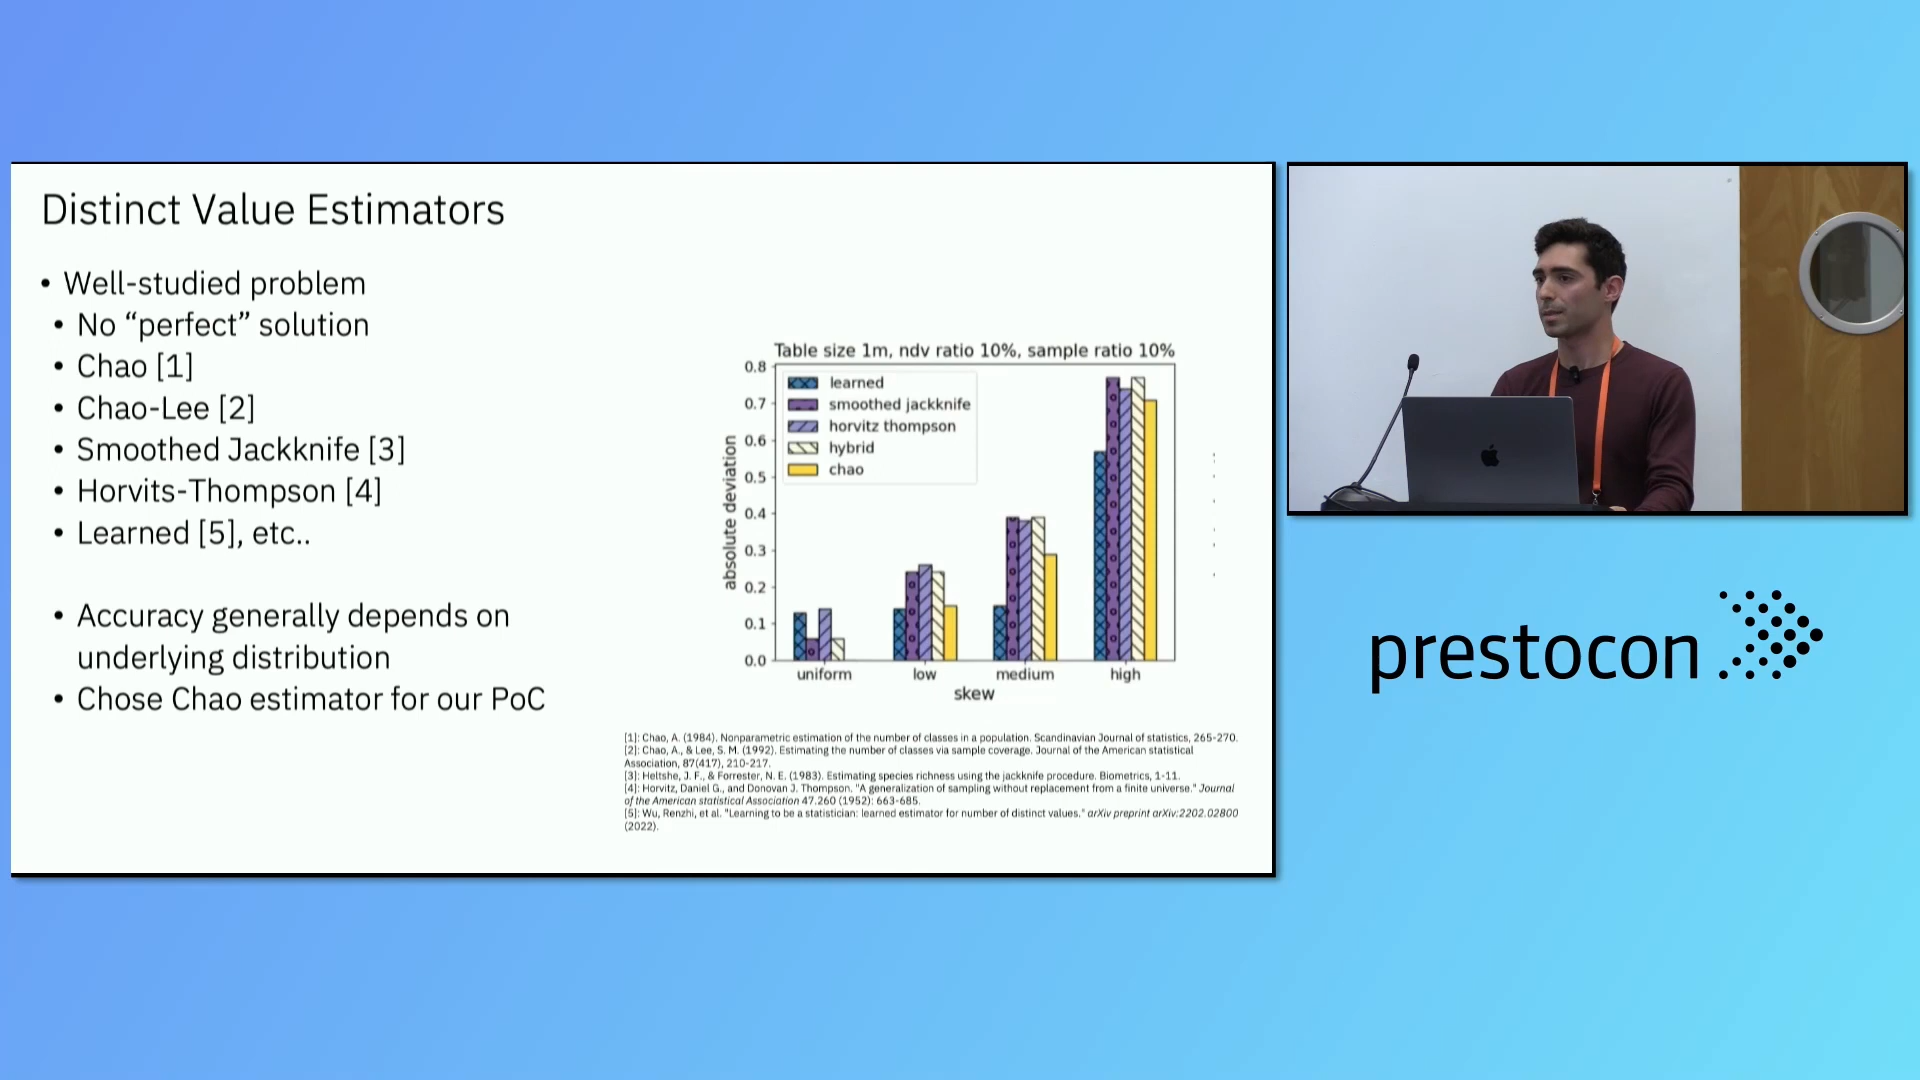 Distinct Value Estimators
• Well-studied problem
• No “perfect” solution
• Chao [1]
• Chao-Lee [2]
• Smoothed Jackknife [3]
• Horvits-Thompson [4]
• Learned [5], etc..
• Accuracy generally depends on
underlying distribution
• Chose Chao estimator for our PoC
Table size 1m, ndv ratio 10%, sample ratio 10%
learned
smoothed jackknife
horvitz thompson
hybrid
chao
absolute deviation
0.8
0.7
0.6
0.5
0.4
0.3
0.2
0.1
0.0
uniform low medium high
skew
[1]: Chao, A. (1984). Nonparametric estimation of the number of classes in a population. Scandinavian Journal of statistics, 265-270.
[2]: Chao, A., & Lee, S. M. (1992). Estimating the number of classes via sample coverage. Journal of the American statistical
Association, 87(417), 210-217.
[3]: Heltshe, J. F., & Forrester, N. E. (1983). Estimating species richness using the jackknife procedure. Biometrics, 1-11.
[4]: Horvitz, Daniel G., and Donovan J. Thompson. "A generalization of sampling without replacement from a finite universe." Journal
of the American statistical Association 47.260 (1952): 663-685.
[5]: Wu, Renzhi, et al. "Learning to be a statistician: learned estimator for number of distinct values." arXiv preprint arXiv:2202.02800
(2022).
prestocon